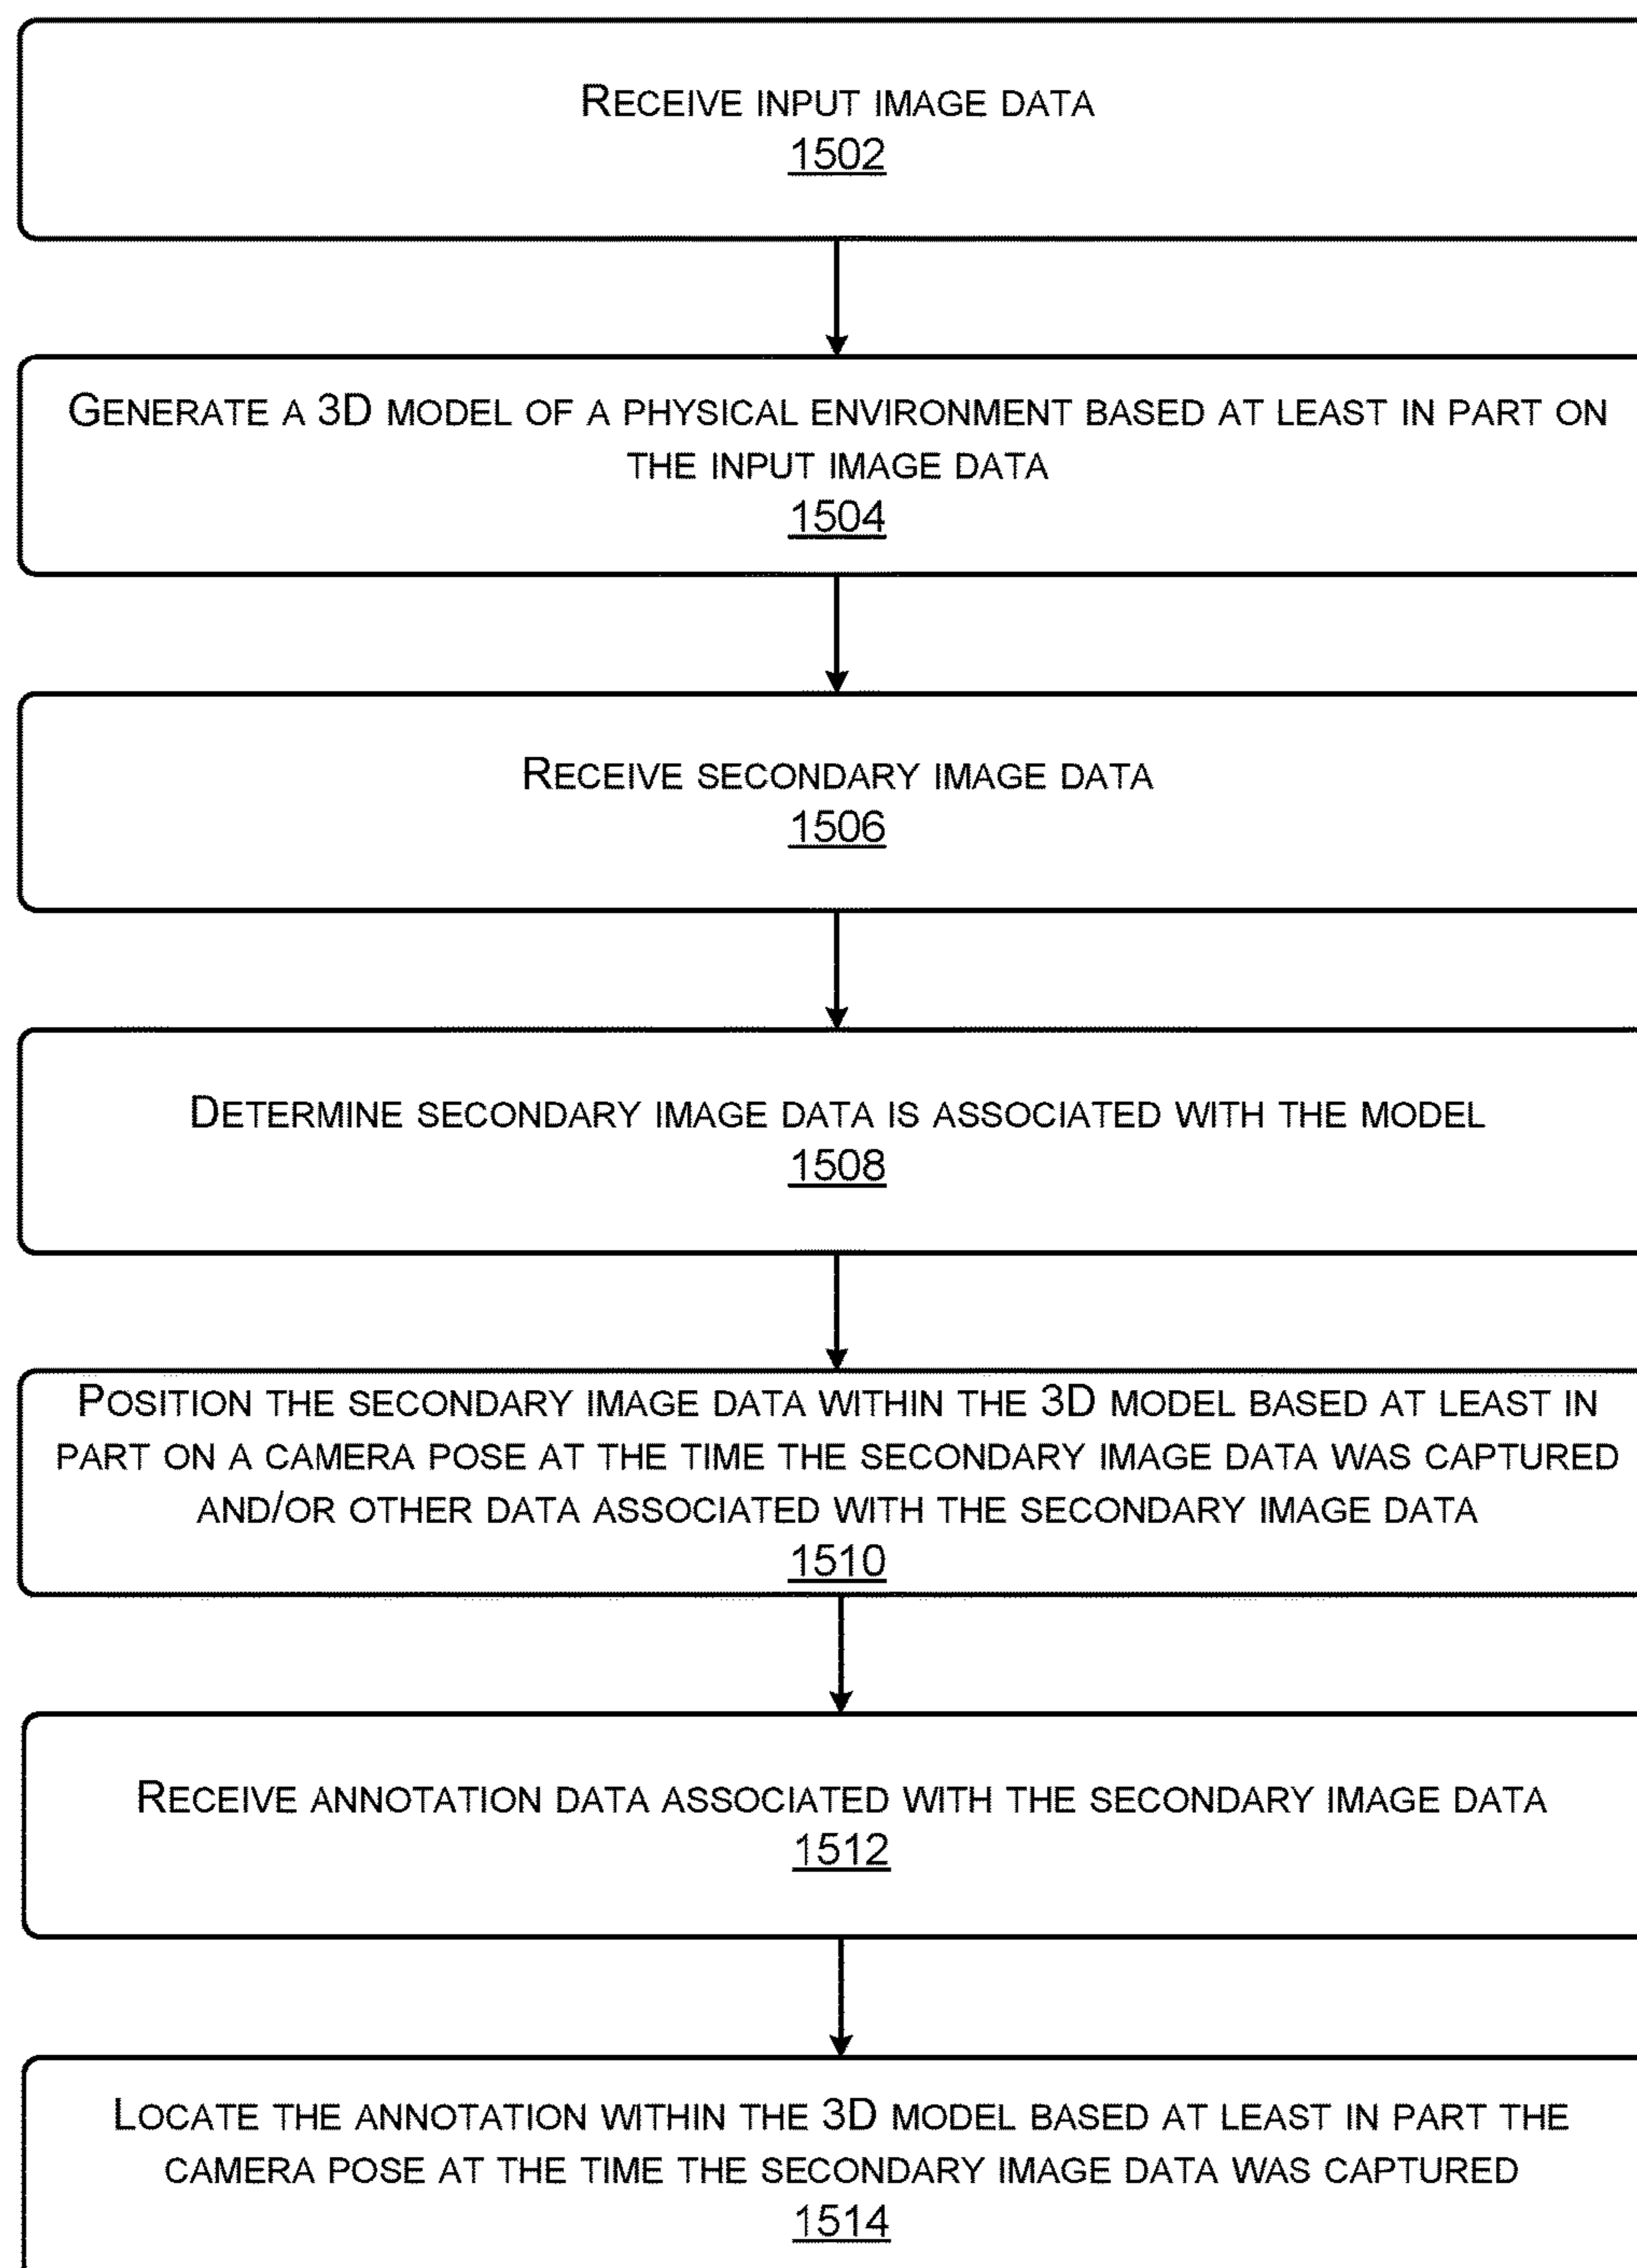 RECEIVE INPUT IMAGE DATA
1502
GENERATE A 3D MODEL OF A PHYSICAL ENVIRONMENT BASED AT LEAST IN PART ON
THE INPUT IMAGE DATA
1504
RECEIVE SECONDARY IMAGE DATA
1506
DETERMINE SECONDARY IMAGE DATA IS ASSOCIATED WITH THE MODEL
1508
POSITION THE SECONDARY IMAGE DATA WITHIN THE 3D MODEL BASED AT LEAST IN
PART ON A CAMERA POSE AT THE TIME THE SECONDARY IMAGE DATA WAS CAPTURED
AND/OR OTHER DATA ASSOCIATED WITH THE SECONDARY IMAGE DATA
1510
RECEIVE ANNOTATION DATA ASSOCIATED WITH THE SECONDARY IMAGE DATA
1512
LOCATE THE ANNOTATION WITHIN THE 3D MODEL BASED AT LEAST IN PART THE
CAMERA POSE AT THE TIME THE SECONDARY IMAGE DATA WAS CAPTURED
1514